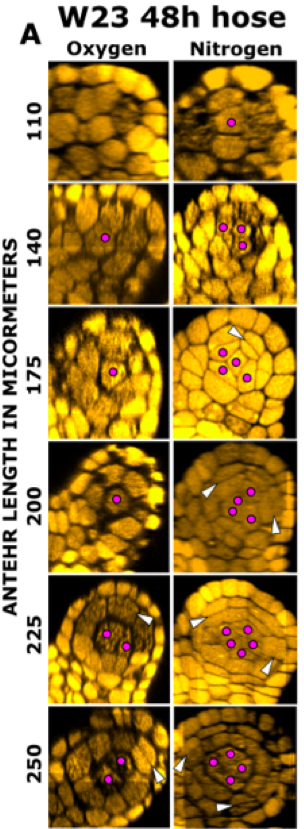 W23 48h hose
A
Oxygen Nitrogen
ANTEHR LENGTH IN MICORMETERS
110
140
175
200
225
250